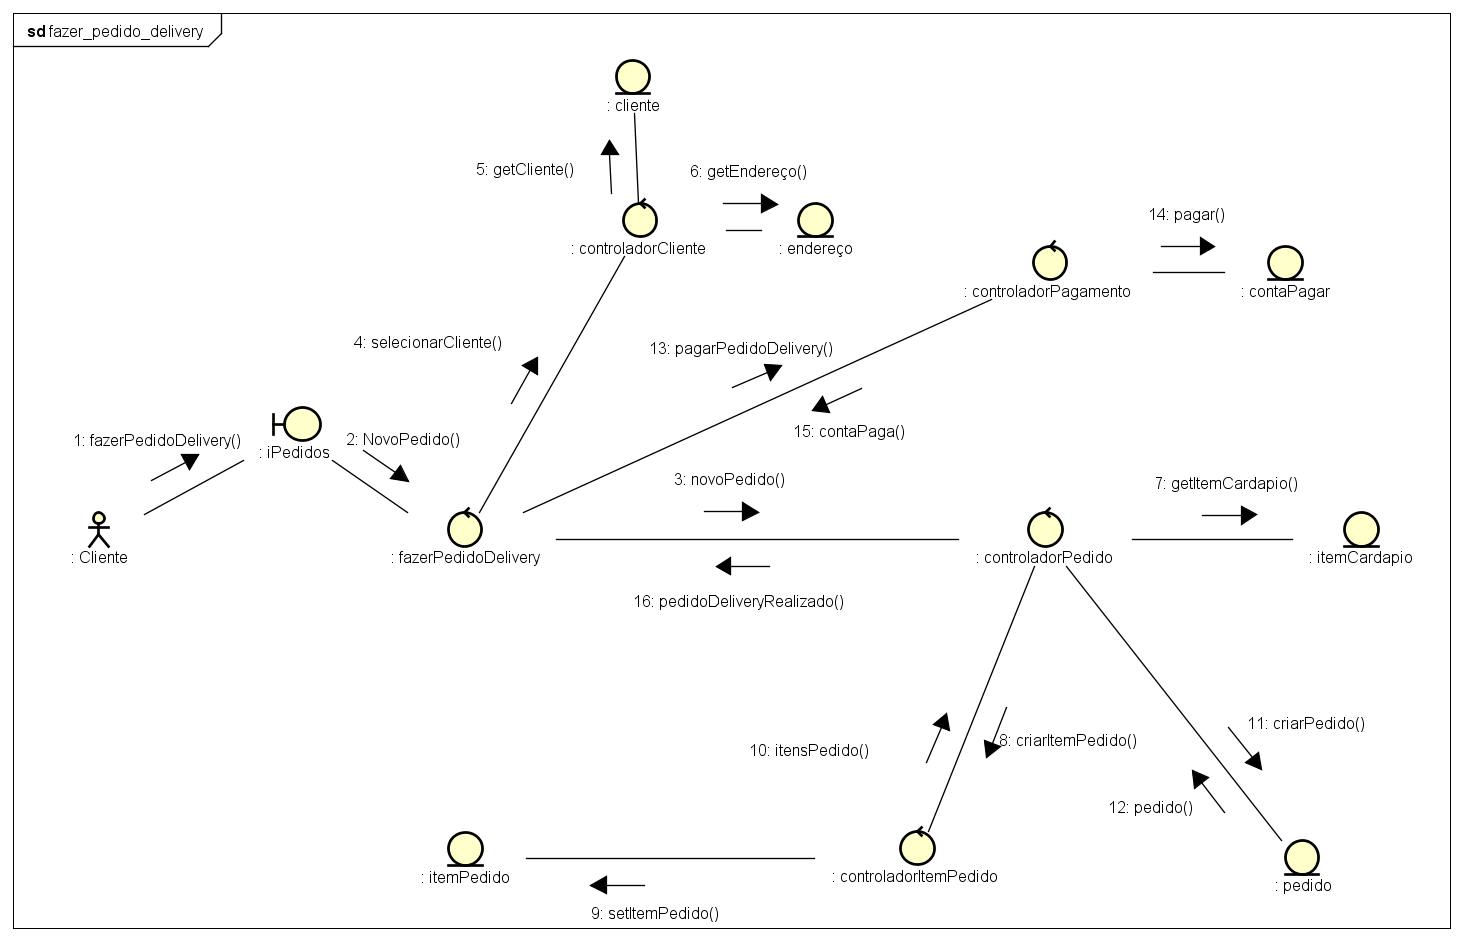 sd fazer_pedido_delivery
: cliente
5: getCliente()
6: getEndereço()
: controladorCliente
: endereço
14: pagar()
: controladorPagamento
: contaPagar
4: selecionarCliente()
13: pagarPedidoDelivery()
15: contaPaga()
1: fazerPedidoDelivery()
: iPedidos
2: NovoPedido()
3: novoPedido()
7: getItemCardapio()
: Cliente
: fazerPedidoDelivery
: controladorPedido
: itemCardapio
16: pedidoDeliveryRealizado()
11: criarPedido()
10: itensPedido()
8: criarItemPedido()
12: pedido()
: itemPedido
: controladorItemPedido
: pedido
9: setItemPedido()